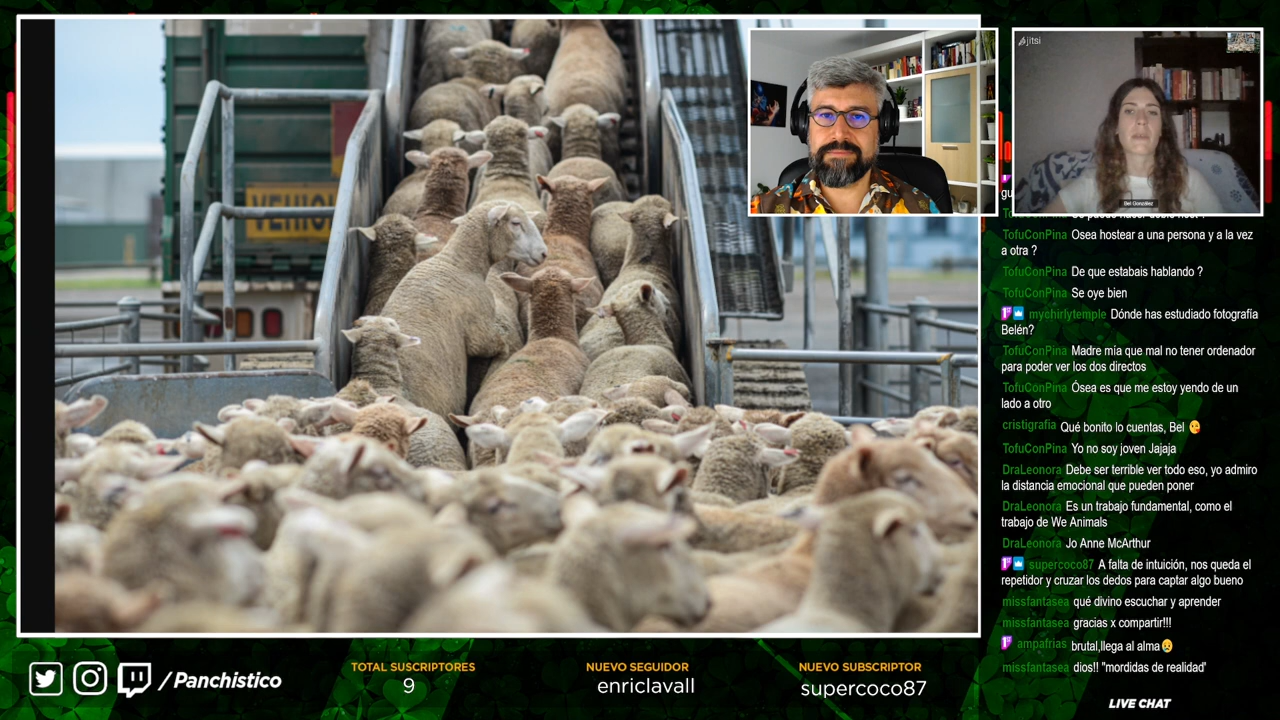 VEHICL
jitsi
Bel González
TofuConPina Osea hostear a una persona y a la vez
a otra ?
TofuConPina De que estabais hablando ?
TofuConPina Se oye bien
mychirlytemple Dónde has estudiado fotografía
Belén?
TofuConPina Madre mia que mal no tener ordenador
para poder ver los dos directos
TofuConPina Ósea es que me estoy yendo de un
lado a otro
cristigrafia Qué bonito lo cuentas, Bel
TofuConPina Yo no soy joven Jajaja
DraLeonora Debe ser terrible ver todo eso, yo admiro
la distancia emocional que pueden poner
DraLeonora Es un trabajo fundamental, como el
trabajo de We Animals
DraLeonora Jo Anne McArthur
supercoco87 A falta de intuición, nos queda el
repetidor y cruzar los dedos para captar algo bueno
missfantasea qué divino escuchar y aprender
missfantasea gracias x compartir!!!
ampafrias brutal,llega al alma
missfantasea dios!! "mordidas de realidad'
LIVE CHAT
/Panchistico
TOTAL SUSCRIPTORES
9
NUEVO SEGUIDOR
enriclavall
NUEVO SUBSCRIPTOR
supercoco87